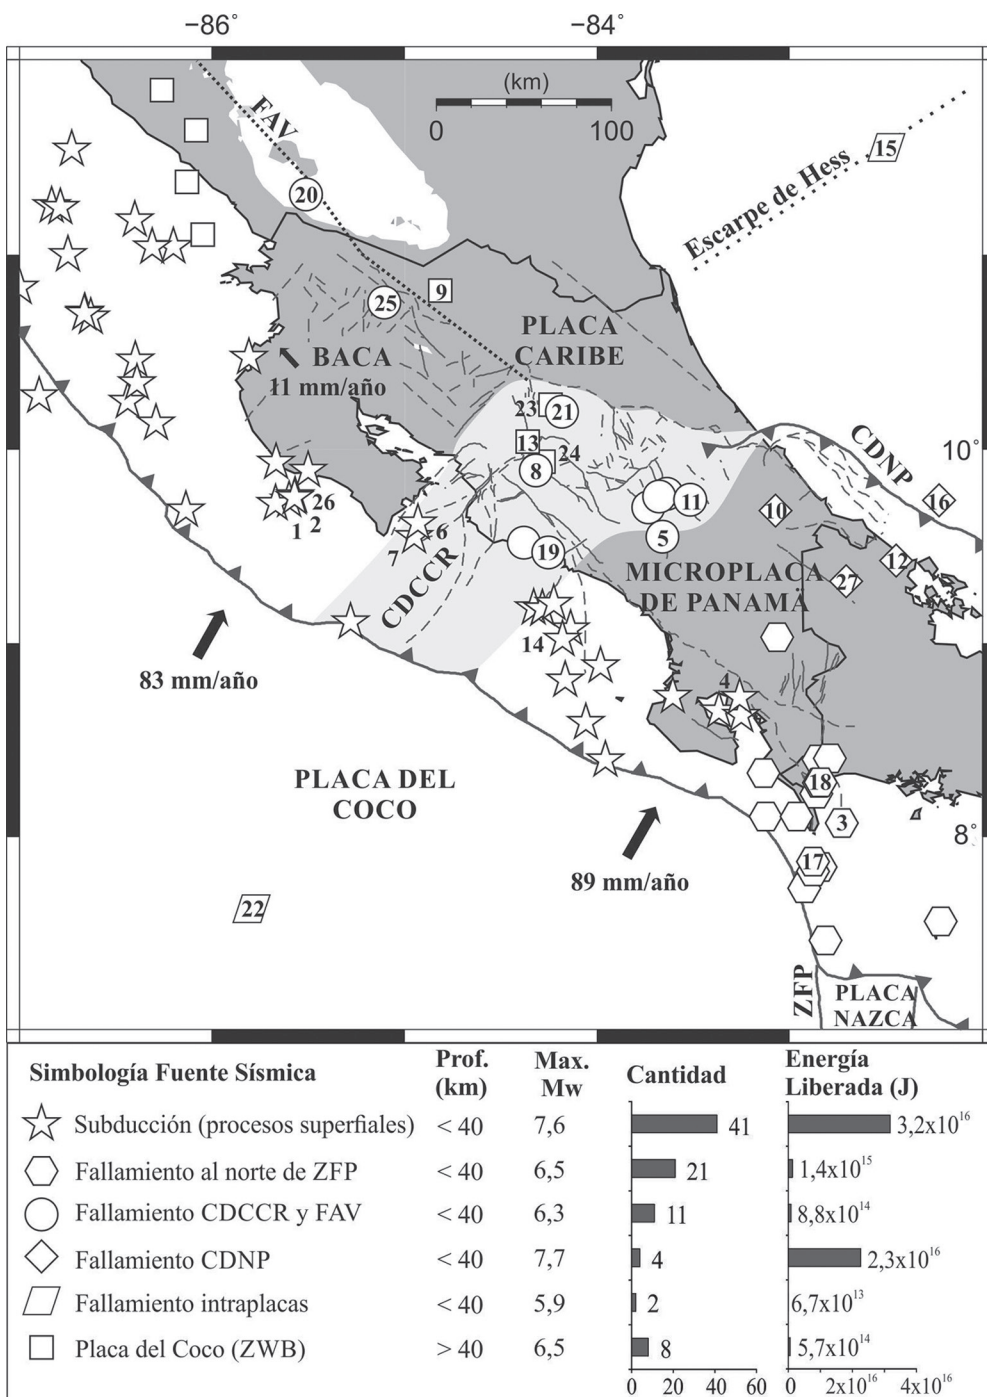 −86°
−84°
(km)
0
100
FAV
15
Escarpe de Hess
20
9
25
PLACA
CARIBE
BACA
11 mm/año
23
21
13
24
8
CDNP
10°
26
1
2
6
7
11
10
16
5
19
12
27
CDCCR
MICROPLACA
DE PANAMÁ
14
4
83 mm/año
PLACA DEL
COCO
18
3
8°
17
89 mm/año
22
ZFP
PLACA
NAZCA
Simbología Fuente Sísmica
Prof.
(km)
Max.
Mw
Cantidad
Energía
Liberada (J)
Subducción (procesos superfiales) < 40 7,6 41 3,2x10¹⁶
Fallamiento al norte de ZFP < 40 6,5 21 1,4x10¹⁵
Fallamiento CDCCR y FAV < 40 6,3 11 8,8x10¹⁴
Fallamiento CDNP < 40 7,7 4 2,3x10¹⁶
Fallamiento intraplacas < 40 5,9 2 6,7x10¹³
Placa del Coco (ZWB) > 40 6,5 8 5,7x10¹⁴
0 20 40 60
0 2x10¹⁶ 4x10¹⁶